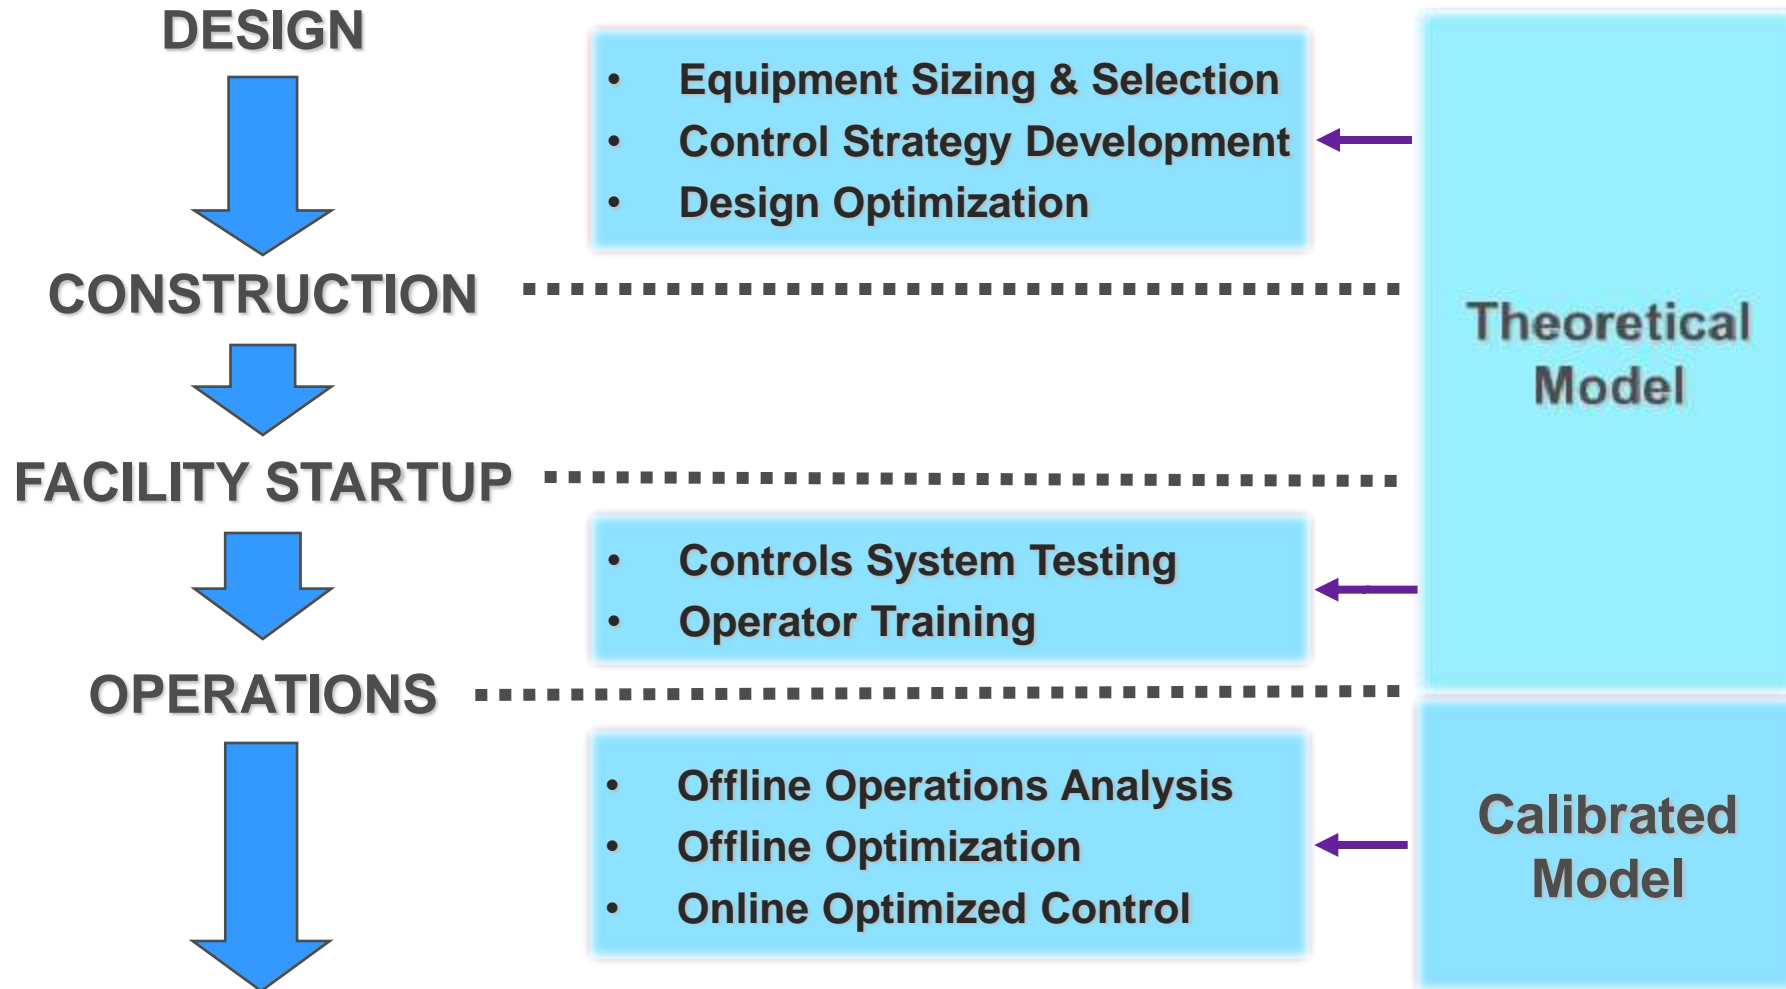 DESIGN
• Equipment Sizing & Selection
• Control Strategy Development
• Design Optimization
CONSTRUCTION
Theoretical
Model
FACILITY STARTUP
• Controls System Testing
• Operator Training
OPERATIONS
• Offline Operations Analysis
• Offline Optimization
• Online Optimized Control
Calibrated
Model